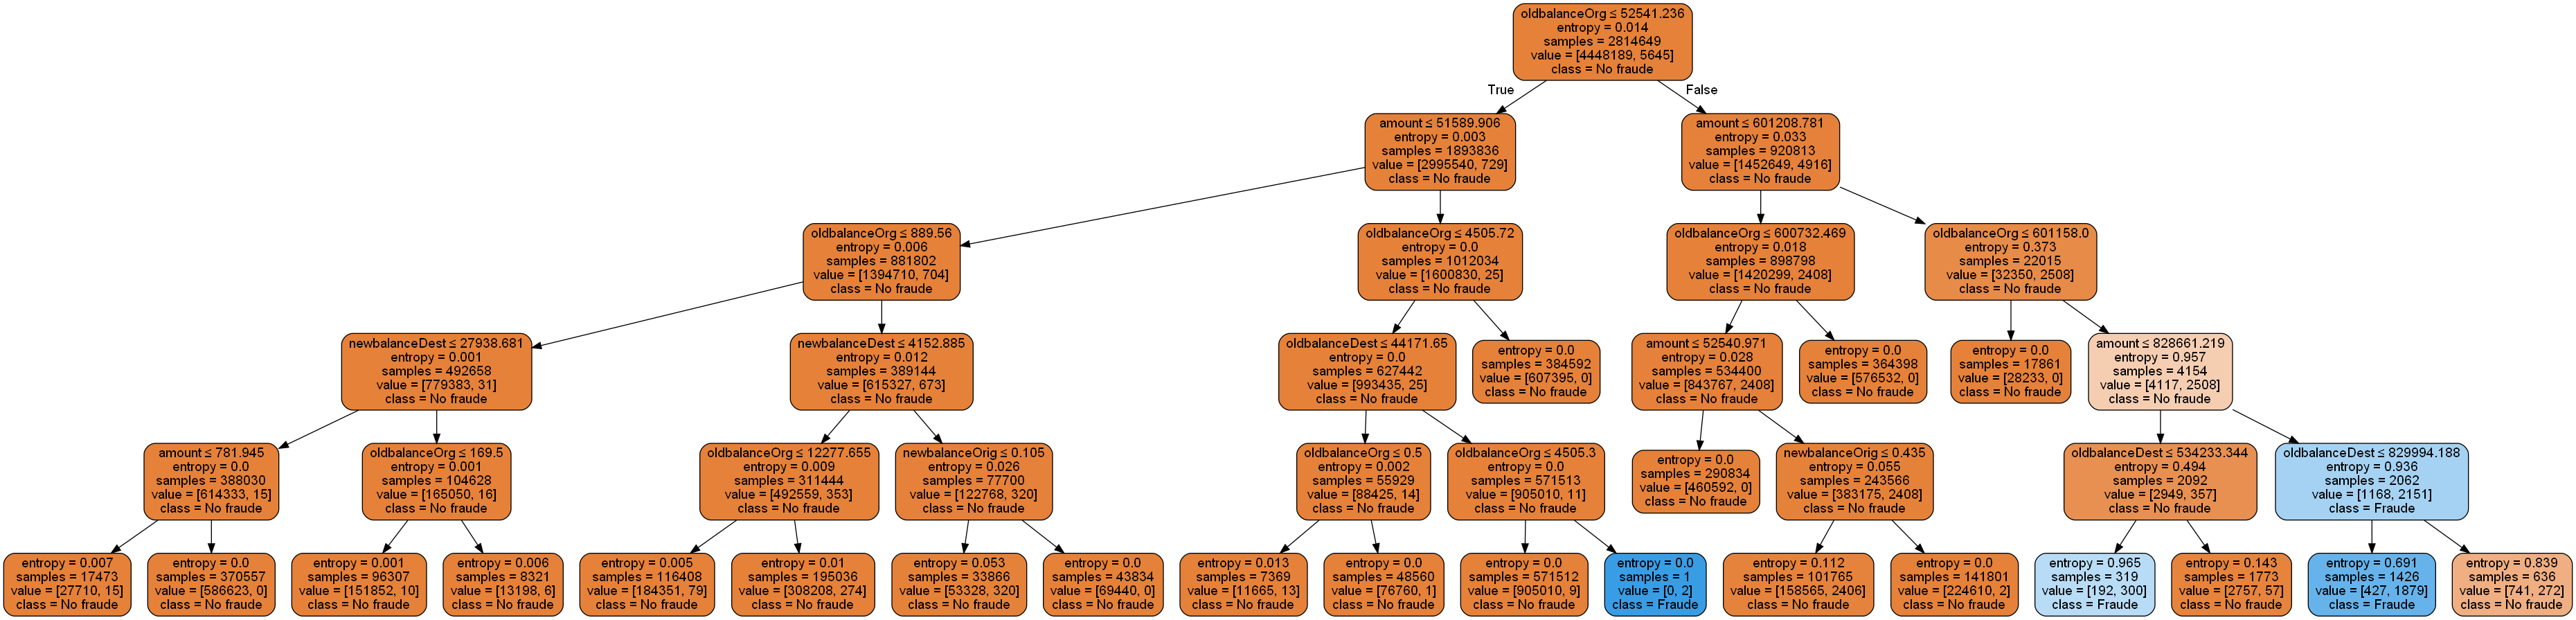 oldbalanceOrg ≤ 52541.236
entropy = 0.014
samples = 2814649
value = [4448189, 5645]
class = No fraude
True
False
amount ≤ 51589.906
entropy = 0.003
samples = 1893836
value = [2995540, 729]
class = No fraude
amount ≤ 601208.781
entropy = 0.033
samples = 920813
value = [1452649, 4916]
class = No fraude
oldbalanceOrg ≤ 889.56
entropy = 0.006
samples = 881802
value = [1394710, 704]
class = No fraude
oldbalanceOrg ≤ 4505.72
entropy = 0.0
samples = 1012034
value = [1600830, 25]
class = No fraude
oldbalanceOrg ≤ 600732.469
entropy = 0.018
samples = 898798
value = [1420299, 2408]
class = No fraude
oldbalanceOrg ≤ 601158.0
entropy = 0.373
samples = 22015
value = [32350, 2508]
class = No fraude
newbalanceDest ≤ 27938.681
entropy = 0.001
samples = 492658
value = [779383, 31]
class = No fraude
newbalanceDest ≤ 4152.885
entropy = 0.012
samples = 389144
value = [615327, 673]
class = No fraude
oldbalanceDest ≤ 44171.65
entropy = 0.0
samples = 627442
value = [993435, 25]
class = No fraude
entropy = 0.0
samples = 384592
value = [607395, 0]
class = No fraude
amount ≤ 52540.971
entropy = 0.028
samples = 534400
value = [843767, 2408]
class = No fraude
entropy = 0.0
samples = 364398
value = [576532, 0]
class = No fraude
entropy = 0.0
samples = 17861
value = [28233, 0]
class = No fraude
amount ≤ 828661.219
entropy = 0.957
samples = 4154
value = [4117, 2508]
class = No fraude
amount ≤ 781.945
entropy = 0.0
samples = 388030
value = [614333, 15]
class = No fraude
oldbalanceOrg ≤ 169.5
entropy = 0.001
samples = 104628
value = [165050, 16]
class = No fraude
oldbalanceOrg ≤ 12277.655
entropy = 0.009
samples = 311444
value = [492559, 353]
class = No fraude
newbalanceOrig ≤ 0.105
entropy = 0.026
samples = 77700
value = [122768, 320]
class = No fraude
oldbalanceOrg ≤ 0.5
entropy = 0.002
samples = 55929
value = [88425, 14]
class = No fraude
oldbalanceOrg ≤ 4505.3
entropy = 0.0
samples = 571513
value = [905010, 11]
class = No fraude
entropy = 0.0
samples = 290834
value = [460592, 0]
class = No fraude
newbalanceOrig ≤ 0.435
entropy = 0.055
samples = 243566
value = [383175, 2408]
class = No fraude
oldbalanceDest ≤ 534233.344
entropy = 0.494
samples = 2092
value = [2949, 357]
class = No fraude
oldbalanceDest ≤ 829994.188
entropy = 0.936
samples = 2062
value = [1168, 2151]
class = Fraude
entropy = 0.007
samples = 17473
value = [27710, 15]
class = No fraude
entropy = 0.0
samples = 370557
value = [586623, 0]
class = No fraude
entropy = 0.001
samples = 96307
value = [151852, 10]
class = No fraude
entropy = 0.006
samples = 8321
value = [13198, 6]
class = No fraude
entropy = 0.005
samples = 116408
value = [184351, 79]
class = No fraude
entropy = 0.01
samples = 195036
value = [308208, 274]
class = No fraude
entropy = 0.053
samples = 33866
value = [53328, 320]
class = No fraude
entropy = 0.0
samples = 43834
value = [69440, 0]
class = No fraude
entropy = 0.013
samples = 7369
value = [11665, 13]
class = No fraude
entropy = 0.0
samples = 48560
value = [76760, 1]
class = No fraude
entropy = 0.0
samples = 571512
value = [905010, 9]
class = No fraude
entropy = 0.0
samples = 1
value = [0, 2]
class = Fraude
entropy = 0.112
samples = 101765
value = [158565, 2406]
class = No fraude
entropy = 0.0
samples = 141801
value = [224610, 2]
class = No fraude
entropy = 0.965
samples = 319
value = [192, 300]
class = Fraude
entropy = 0.143
samples = 1773
value = [2757, 57]
class = No fraude
entropy = 0.691
samples = 1426
value = [427, 1879]
class = Fraude
entropy = 0.839
samples = 636
value = [741, 272]
class = No fraude